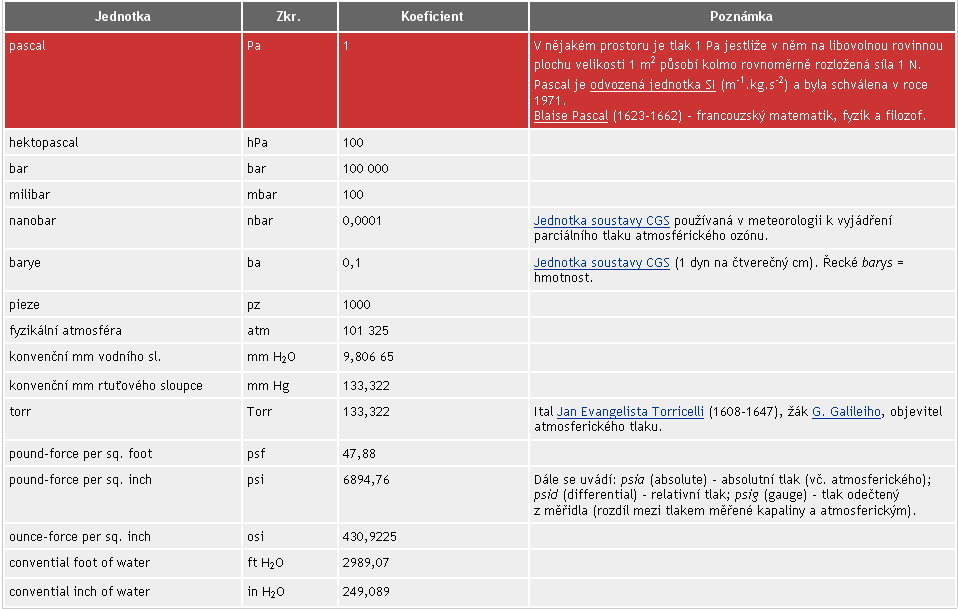 Jednotka Zkr. Koeficient Poznámka
pascal Pa 1 V nějakém prostoru je tlak 1 Pa jestliže v něm na libovolnou rovinnou
plochu velikosti 1 m² působí kolmo rovnoměrně rozložená síla 1 N.
Pascal je odvozená jednotka SI (m⁻¹.kg.s⁻²) a byla schválena v roce
1971.
Blaise Pascal (1623-1662) - francouzský matematik, fyzik a filozof.
hektopascal hPa 100
bar bar 100 000
milibar mbar 100
nanobar nbar 0,0001 Jednotka soustavy CGS používaná v meteorologii k vyjádření
parciálního tlaku atmosférického ozónu.
barye ba 0,1 Jednotka soustavy CGS (1 dyn na čtverečný cm). Řecké barys =
hmotnost.
pieze pz 1000
fyzikální atmosféra atm 101 325
konvenční mm vodního sl. mm H₂O 9,806 65
konvenční mm rtuťového sloupce mm Hg 133,322
torr Torr 133,322 Ital Jan Evangelista Torricelli (1608-1647), žák G. Galileiho, objevitel
atmosferického tlaku.
pound-force per sq. foot psf 47,88
pound-force per sq. inch psi 6894,76 Dále se uvádí: psia (absolute) - absolutní tlak (vč. atmosferického);
psid (differential) - relativní tlak; psig (gauge) - tlak odečtený
z měřidla (rozdíl mezi tlakem měřené kapaliny a atmosferickým).
ounce-force per sq. inch osi 430,9225
convential foot of water ft H₂O 2989,07
convential inch of water in H₂O 249,089